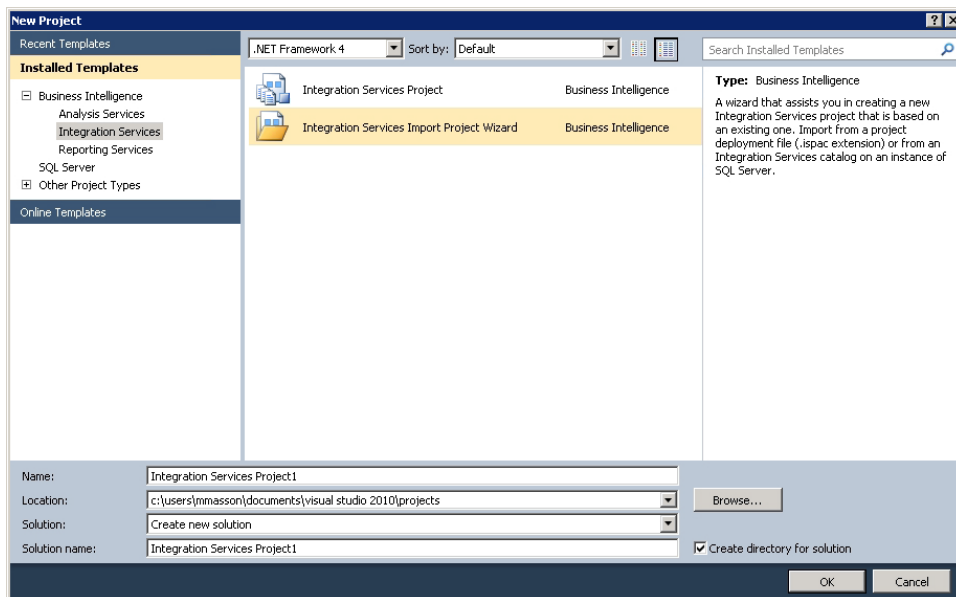 New Project
Recent Templates
.NET Framework 4
Sort by: Default
Search Installed Templates
Installed Templates
Business Intelligence
Analysis Services
Integration Services
Reporting Services
SQL Server
Other Project Types
Online Templates
Integration Services Project Business Intelligence
Integration Services Import Project Wizard Business Intelligence
Type: Business Intelligence
A wizard that assists you in creating a new
Integration Services project that is based on
an existing one. Import from a project
deployment file (.ispac extension) or from an
Integration Services catalog on an instance of
SQL Server.
Name: Integration Services Project1
Location: c:\users\mmasson\documents\visual studio 2010\projects
Browse...
Solution: Create new solution
Solution name: Integration Services Project1
Create directory for solution
OK
Cancel